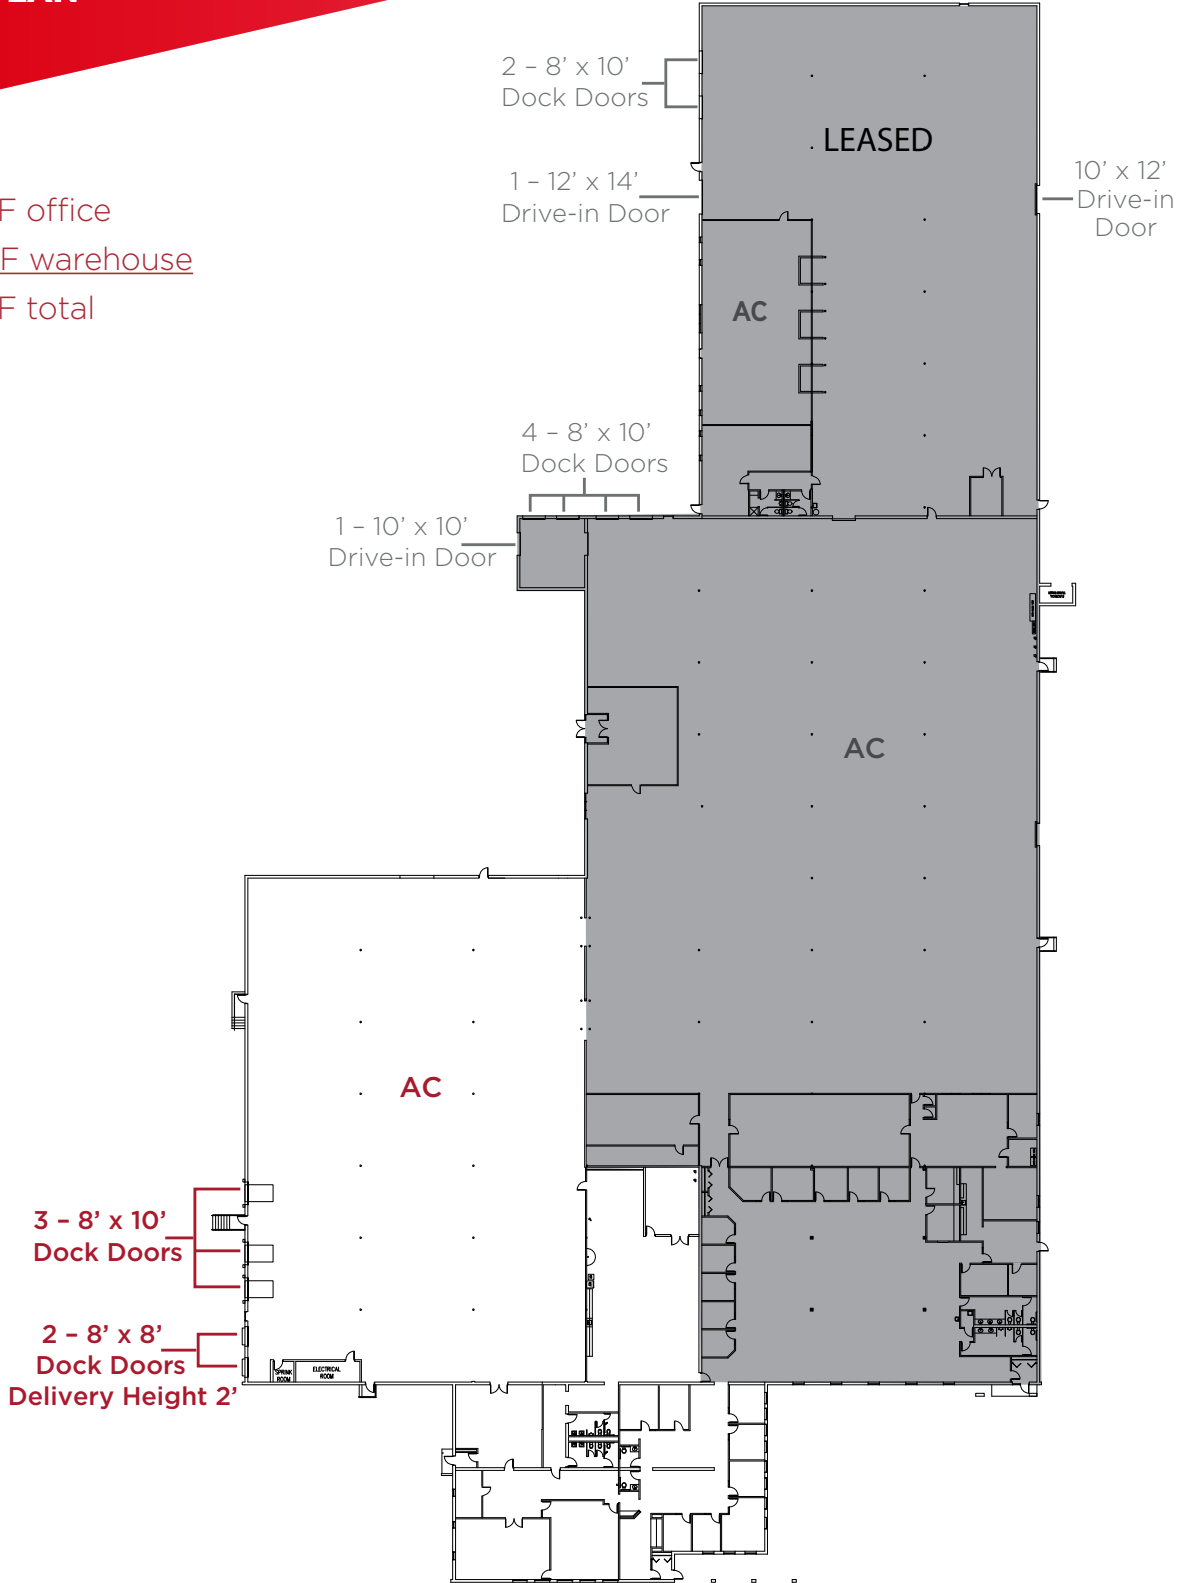 2 – 8’ x 10’
Dock Doors
LEASED
1 – 12’ x 14’
Drive-in Door
10’ x 12’
Drive-in
Door
F office
F warehouse
F total
AC
4 – 8’ x 10’
Dock Doors
1 – 10’ x 10’
Drive-in Door
AC
AC
3 – 8’ x 10’
Dock Doors
2 – 8’ x 8’
Dock Doors
Delivery Height 2’
SPRINK
ROOM
ELECTRICAL
ROOM